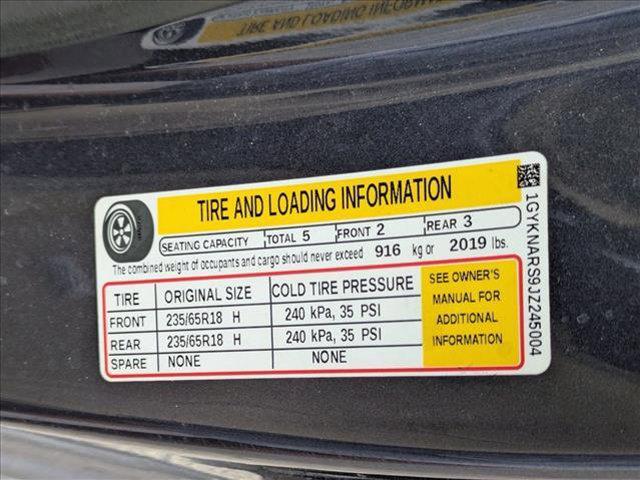 TIRE AND LOADING INFORMATION
SEATING CAPACITY TOTAL 5 FRONT 2 REAR 3
The combined weight of occupants and cargo should never exceed 916 kg or 2019 lbs.
TIRE ORIGINAL SIZE COLD TIRE PRESSURE
FRONT 235/65R18 H 240 kPa, 35 PSI
REAR 235/65R18 H 240 kPa, 35 PSI
SPARE NONE NONE
SEE OWNER'S
MANUAL FOR
ADDITIONAL
INFORMATION
1GYKNARS9JZ245004